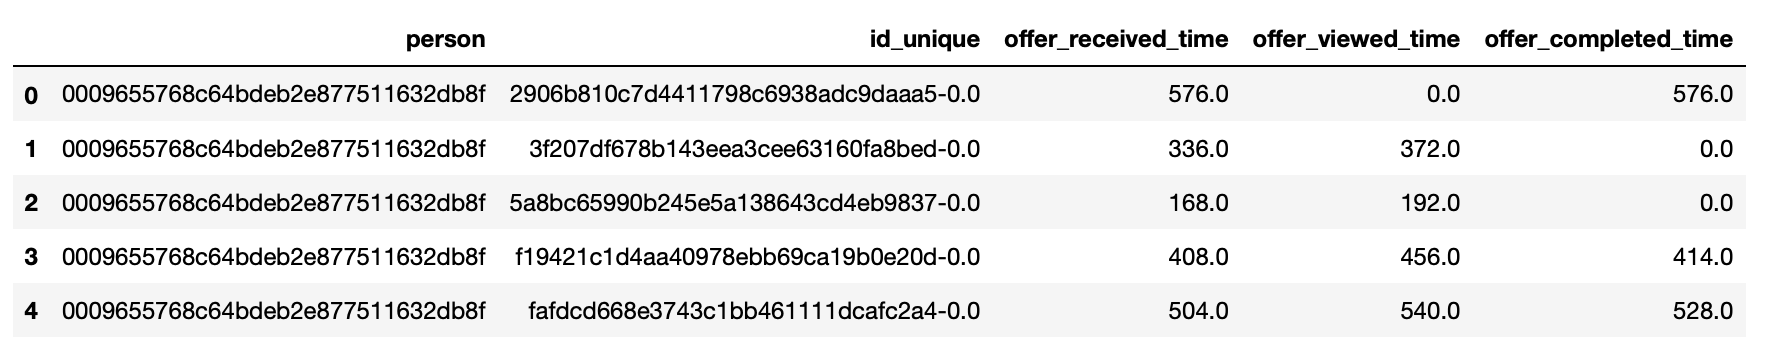 person id_unique offer_received_time offer_viewed_time offer_completed_time
0 0009655768c64bdeb2e877511632db8f 2906b810c7d4411798c6938adc9daaa5-0.0 576.0 0.0 576.0
1 0009655768c64bdeb2e877511632db8f 3f207df678b143eea3cee63160fa8bed-0.0 336.0 372.0 0.0
2 0009655768c64bdeb2e877511632db8f 5a8bc65990b245e5a138643cd4eb9837-0.0 168.0 192.0 0.0
3 0009655768c64bdeb2e877511632db8f f19421c1d4aa40978ebb69ca19b0e20d-0.0 408.0 456.0 414.0
4 0009655768c64bdeb2e877511632db8f fafdcd668e3743c1bb461111dcafc2a4-0.0 504.0 540.0 528.0